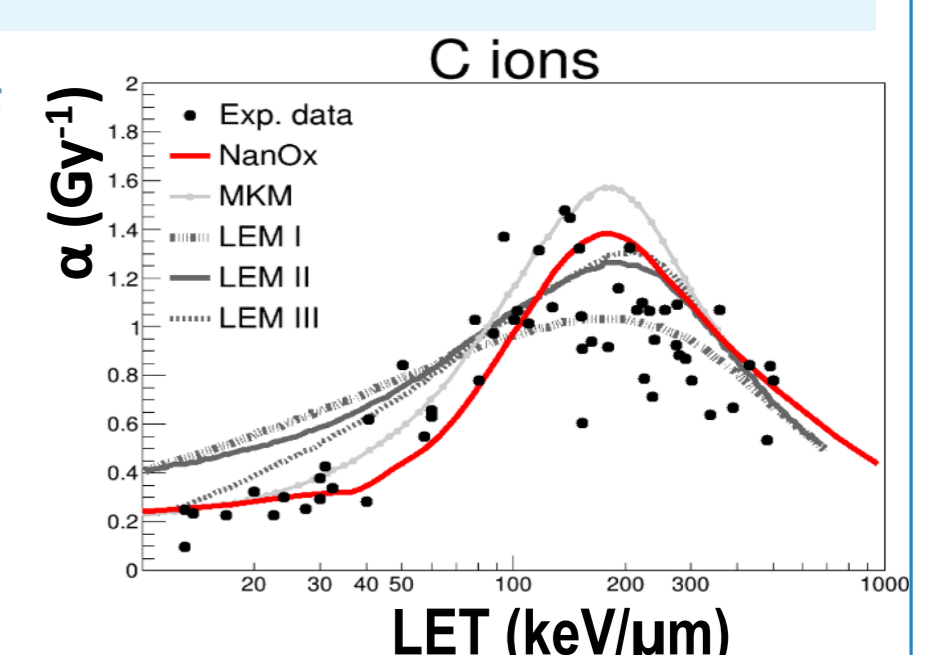 C ions
α (Gy⁻¹)
2
1.8
1.6
1.4
1.2
1
0.8
0.6
0.4
0.2
0
Exp. data
NanOx
MKM
LEM I
LEM II
LEM III
20 30 40 50 100 200 300 1000
LET (keV/µm)